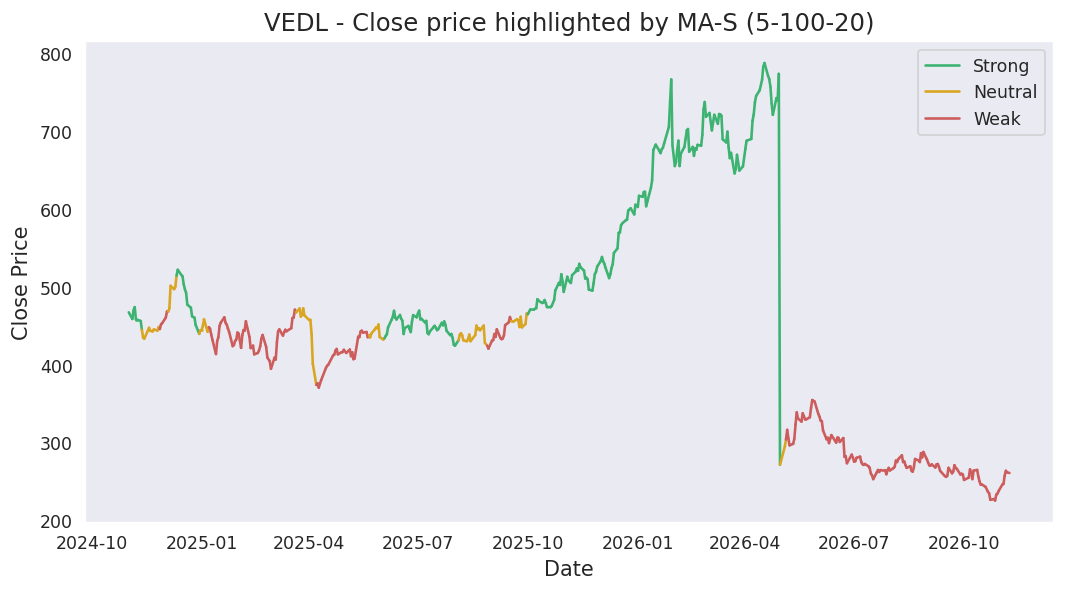 VEDL - Close price highlighted by MA-S (5-100-20)
Strong
Neutral
Weak
Close Price
800
700
600
500
400
300
200
2024-10 2025-01 2025-04 2025-07 2025-10 2026-01 2026-04 2026-07 2026-10
Date